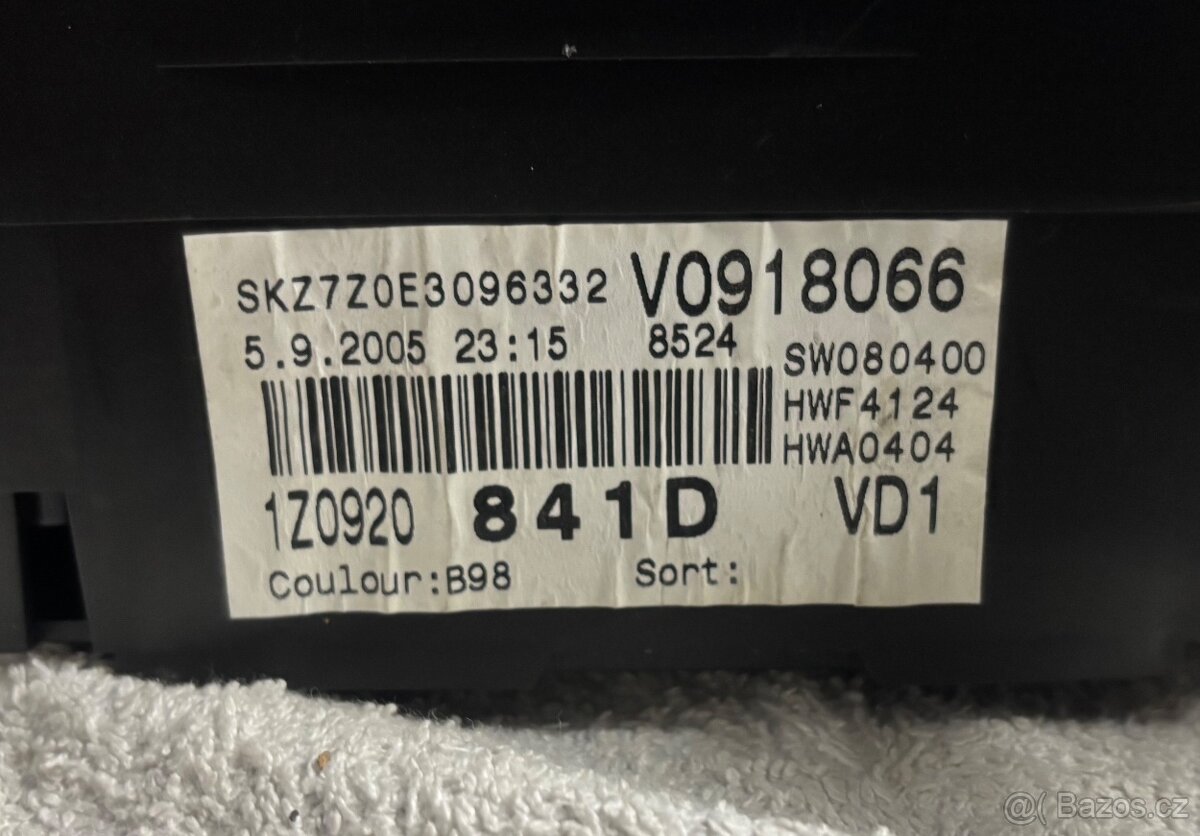 SKZ7Z0E3096332 V0918066
5.9.2005 23:15 8524
SW080400
HWF4124
HWA0404
1Z0920 841D VD1
Coulour:B98 Sort:
@( Bazos.cz